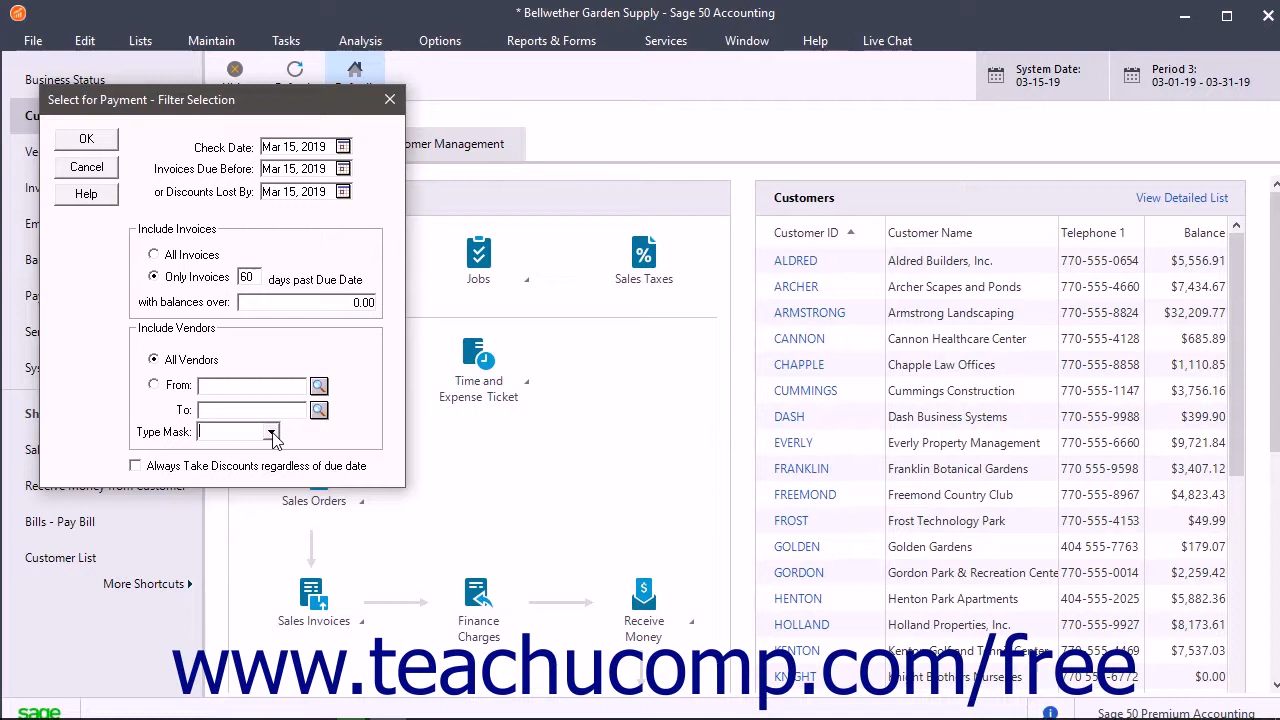 * Bellwether Garden Supply - Sage 50 Accounting
File Edit Lists Maintain Tasks Analysis Options Reports & Forms Services Window Help Live Chat
Business Status
System Date:
03-15-19
Period 3:
03-01-19 - 03-31-19
Select for Payment - Filter Selection
OK
Cancel
Help
Check Date: Mar 15, 2019
Invoices Due Before: Mar 15, 2019
or Discounts Lost By: Mar 15, 2019
Include Invoices
All Invoices
Only Invoices 60 days past Due Date
with balances over: 0.00
Include Vendors
All Vendors
From:
To:
Type Mask:
Always Take Discounts regardless of due date
omer Management
Jobs
Sales Taxes
Time and
Expense Ticket
Sales Orders
Bills - Pay Bill
Customer List
More Shortcuts
Sales Invoices
Finance
Charges
Receive
Money
Customers
View Detailed List
Customer ID Customer Name Telephone 1 Balance
ALDRED Aldred Builders, Inc. 770-555-0654 $5,556.91
ARCHER Archer Scapes and Ponds 770-555-4660 $7,434.67
ARMSTRONG Armstrong Landscaping 770-555-8824 $32,209.77
CANNON Cannon Healthcare Center 770-555-4128 $685.89
CHAPPLE Chapple Law Offices 770-555-8858 $1,110.85
CUMMINGS Cummings Construction 770-555-1147 $3,756.16
DASH Dash Business Systems 770-555-9988 $399.90
EVERLY Everly Property Management 770-555-6660 $9,721.84
FRANKLIN Franklin Botanical Gardens 770 555-9598 $3,407.12
FREEMOND Freemond Country Club 770-555-8967 $4,823.43
FROST Frost Technology Park 770-555-4153 $49.99
GOLDEN Golden Gardens 404 555-7763 $179.07
GORDON Gordon Park & Recreation Cente 770-555-0014 $2,259.42
HENTON Henton Park Apartments 404-555-2025 $5,882.36
HOLLAND Holland Properties, Inc. 770-555-9927 $8,173.61
KENTON $7,537.03
$0.00
www.teachucomp.com/free
sage
Sage 50 Premium Accounting